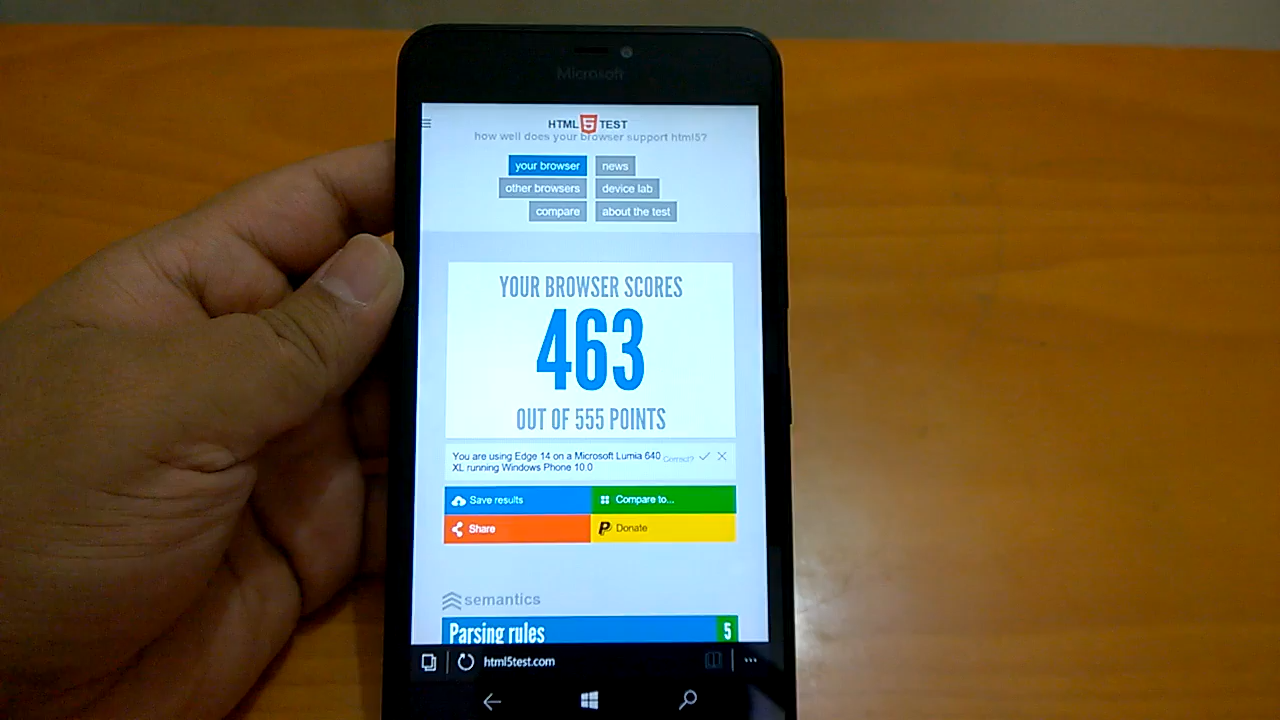 Microsoft
HTML 5 TEST
how well does your browser support html5?
your browser
news
other browsers
device lab
compare
about the test
YOUR BROWSER SCORES
463
OUT OF 555 POINTS
You are using Edge 14 on a Microsoft Lumia 640
XL running Windows Phone 10.0
Correct?
Save results
Compare to...
Share
Donate
semantics
Parsing rules
5
html5test.com